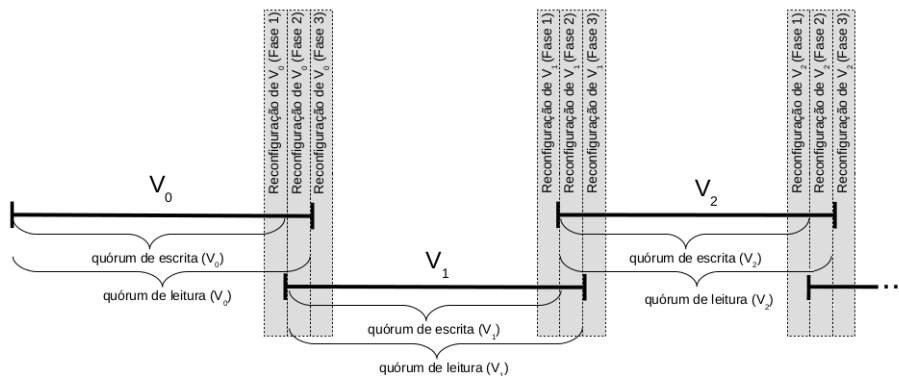 Reconfiguração de V0 (Fase 1)
Reconfiguração de V0 (Fase 2)
Reconfiguração de V0 (Fase 3)
Reconfiguração de V1 (Fase 1)
Reconfiguração de V1 (Fase 2)
Reconfiguração de V1 (Fase 3)
Reconfiguração de V2 (Fase 1)
Reconfiguração de V2 (Fase 2)
Reconfiguração de V2 (Fase 3)
V0
V2
quórum de escrita (V0)
quórum de escrita (V2)
V1
quórum de leitura (V0)
quórum de leitura (V2)
quórum de escrita (V1)
quórum de leitura (V1)